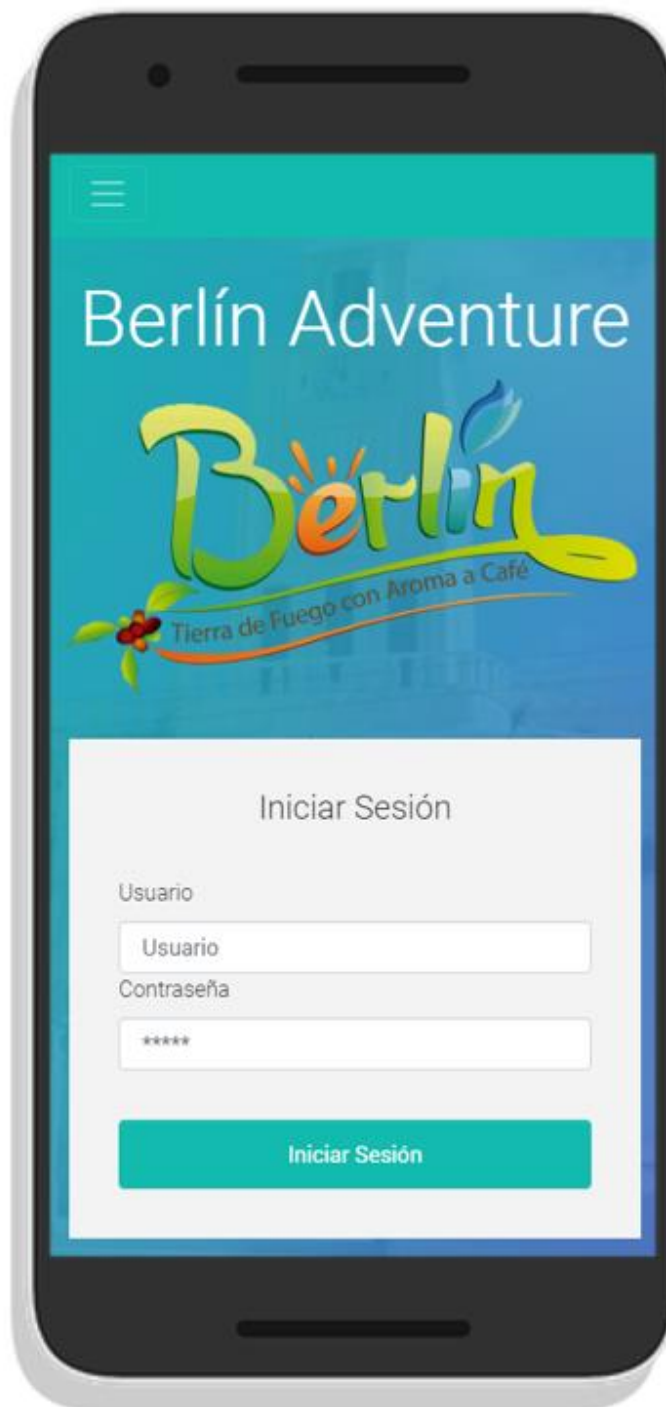 Berlín Adventure
Berlín
Tierra de Fuego con Aroma a Café
Iniciar Sesión
Usuario
Usuario
Contraseña
*****
Iniciar Sesión